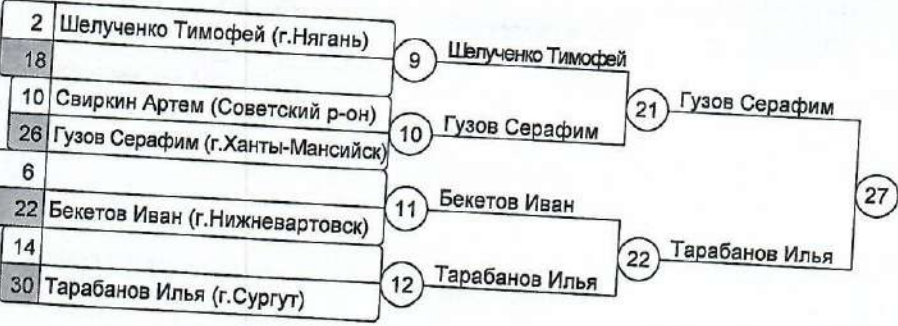 2 Шелученко Тимофей (г.Нягань)
18
9 Шелученко Тимофей
10 Свиркин Артем (Советский р-он)
26 Гузов Серафим (г.Ханты-Мансийск)
10 Гузов Серафим
21 Гузов Серафим
6
22 Бекетов Иван (г.Нижневартовск)
11 Бекетов Иван
14
30 Тарабанов Илья (г.Сургут)
12 Тарабанов Илья
22 Тарабанов Илья
27